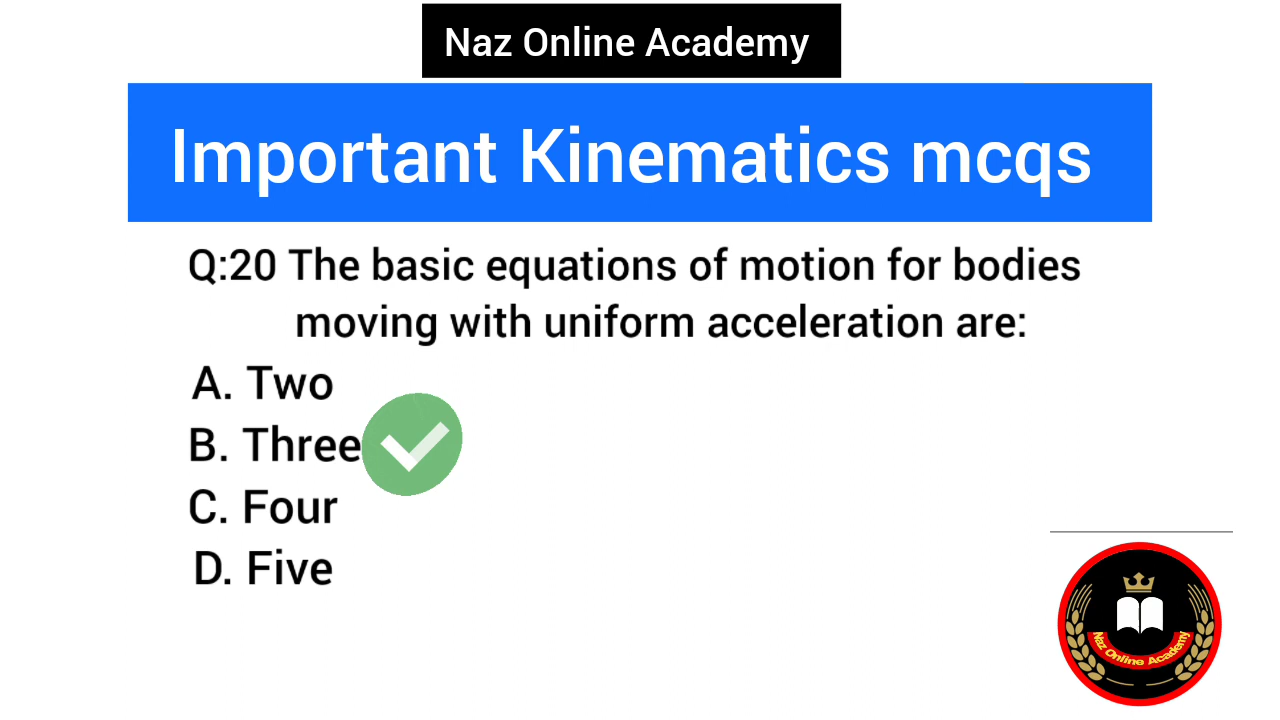 Naz Online Academy
Important Kinematics mcqs
Q:20 The basic equations of motion for bodies
moving with uniform acceleration are:
A. Two
B. Three
C. Four
D. Five
Naz Online Academy